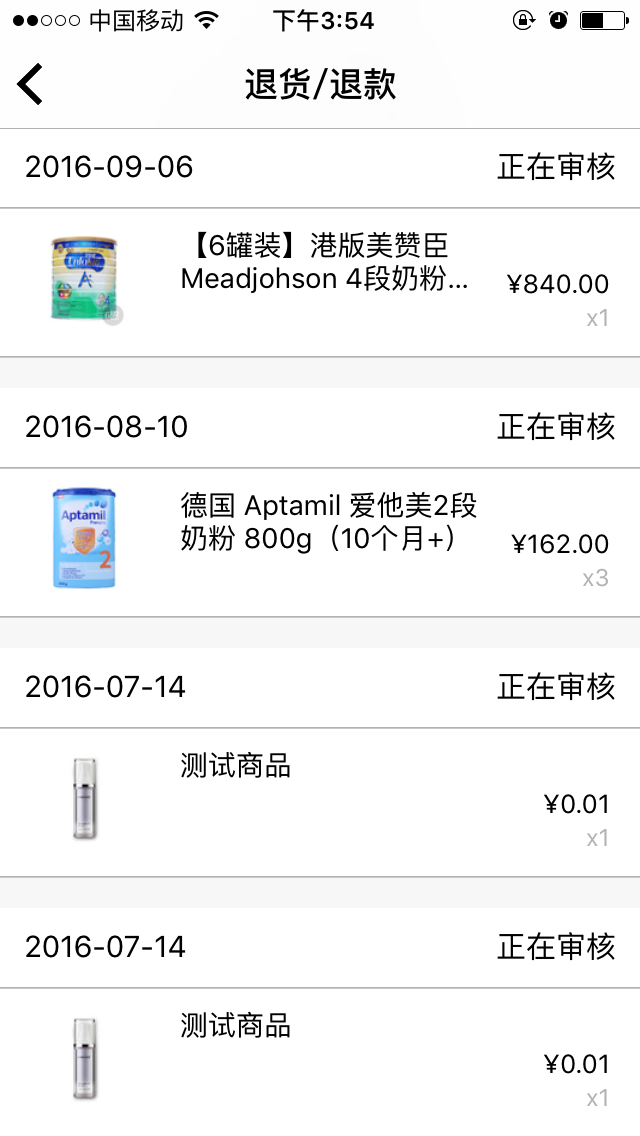 中国移动 下午3:54
退货/退款
2016-09-06 正在审核
【6罐装】港版美赞臣
Meadjohson 4段奶粉...
¥840.00
x1
2016-08-10 正在审核
Aptamil
2
德国 Aptamil 爱他美2段
奶粉 800g（10个月+）
¥162.00
x3
2016-07-14 正在审核
测试商品
¥0.01
x1
2016-07-14 正在审核
测试商品
¥0.01
x1